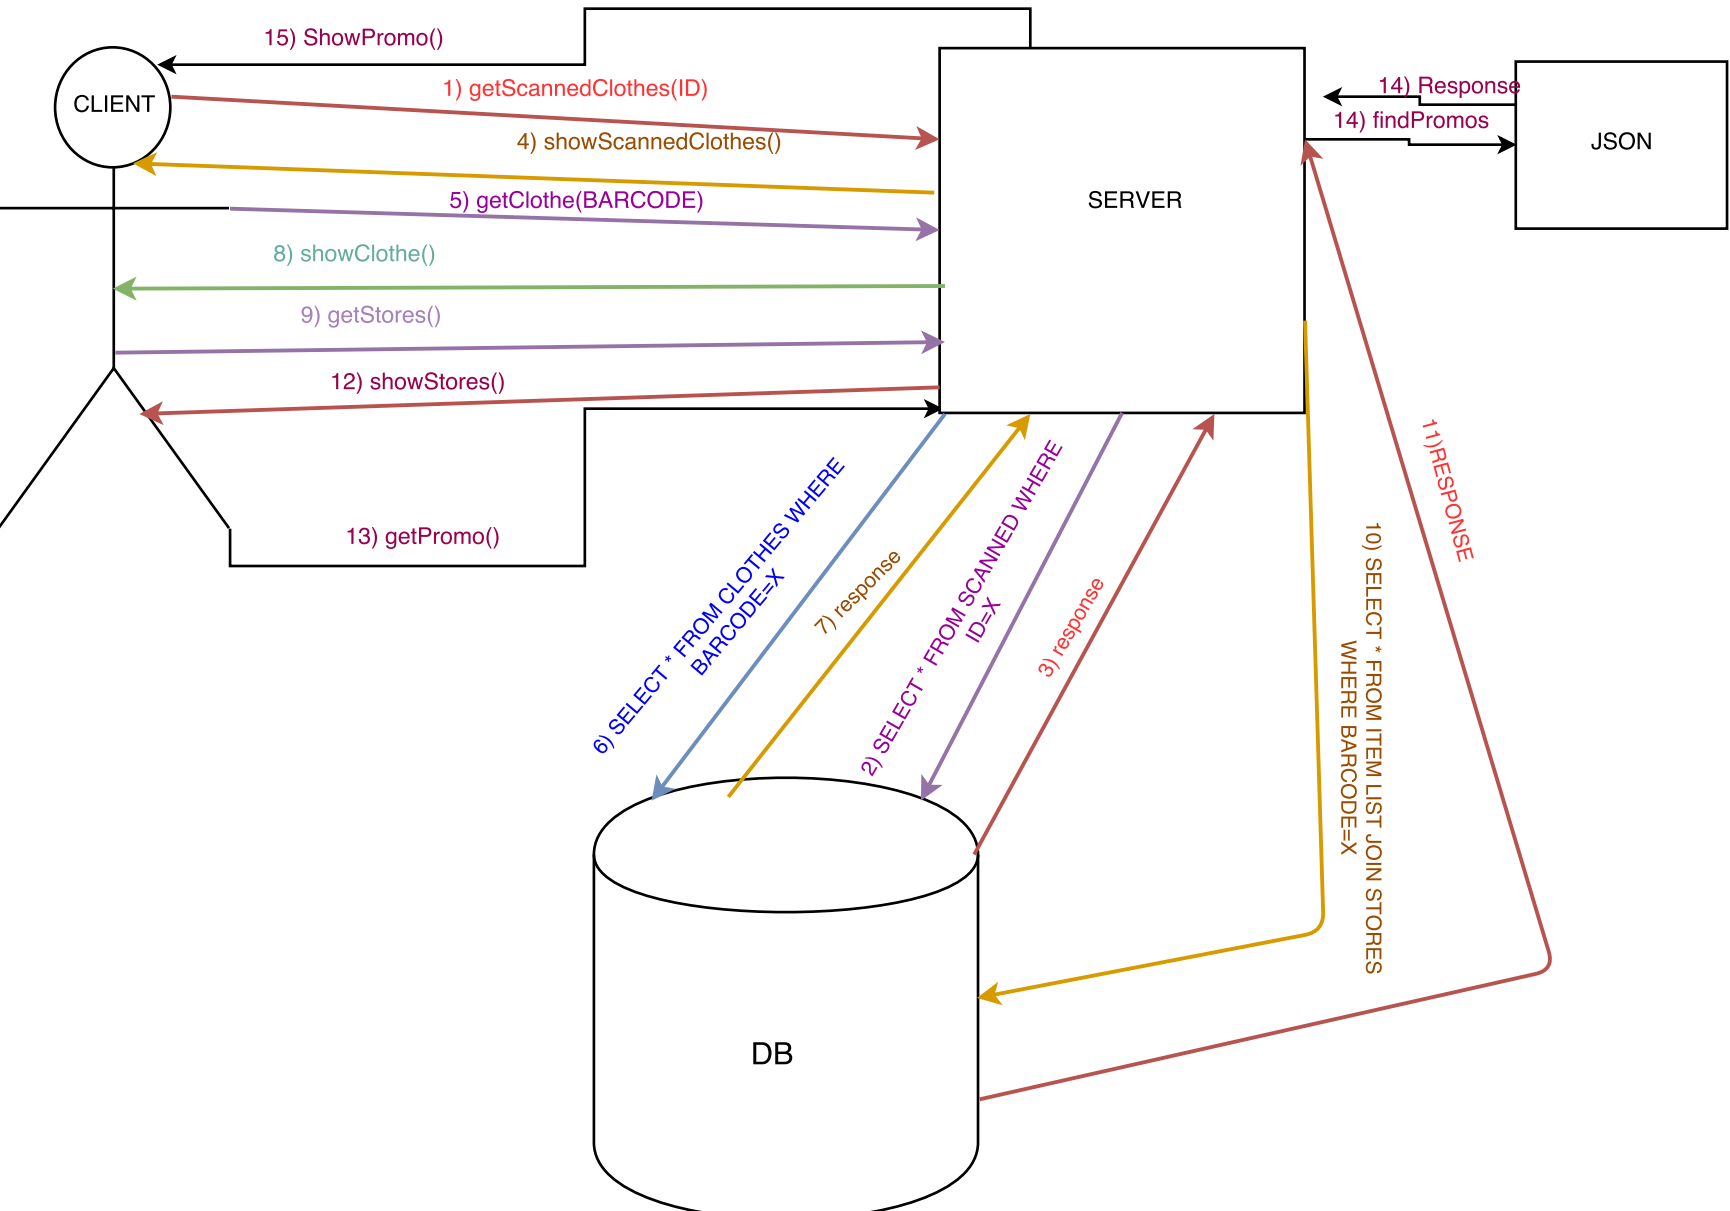 15) ShowPromo()
CLIENT
1) getScannedClothes(ID)
4) showScannedClothes()
5) getClothe(BARCODE)
8) showClothe()
9) getStores()
12) showStores()
13) getPromo()
SERVER
14) Response
14) findPromos
JSON
6) SELECT * FROM CLOTHES WHERE
BARCODE=X
7) response
2) SELECT * FROM SCANNED WHERE
ID=X
3) response
10) SELECT * FROM ITEM LIST JOIN STORES
WHERE BARCODE=X
11)RESPONSE
DB